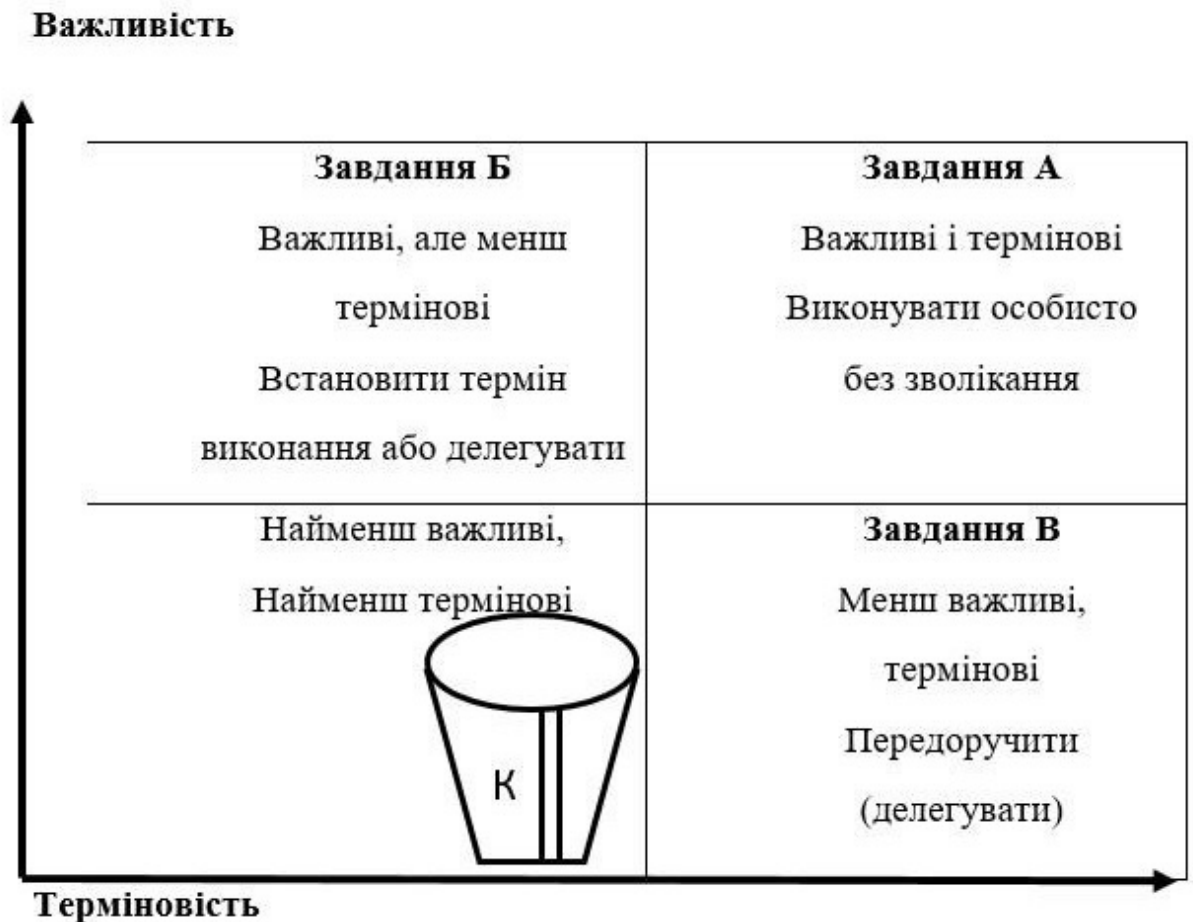 Важливість
Завдання Б
Важливі, але менш
термінові
Встановити термін
виконання або делегувати
Завдання А
Важливі і термінові
Виконувати особисто
без зволікання
Найменш важливі,
Найменш термінові
К
Завдання В
Менш важливі,
термінові
Передоручити
(делегувати)
Терміновість